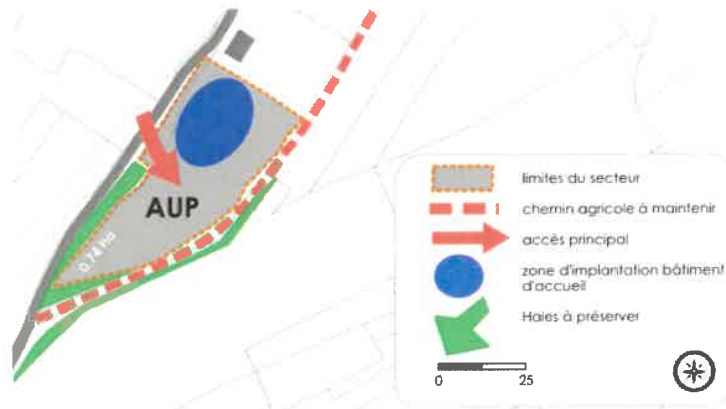 AUP
0.74 Ha
limites du secteur
chemin agricole à maintenir
accès principal
zone d'implantation bâtiment
d'accueil
Haies à préserver
0 25